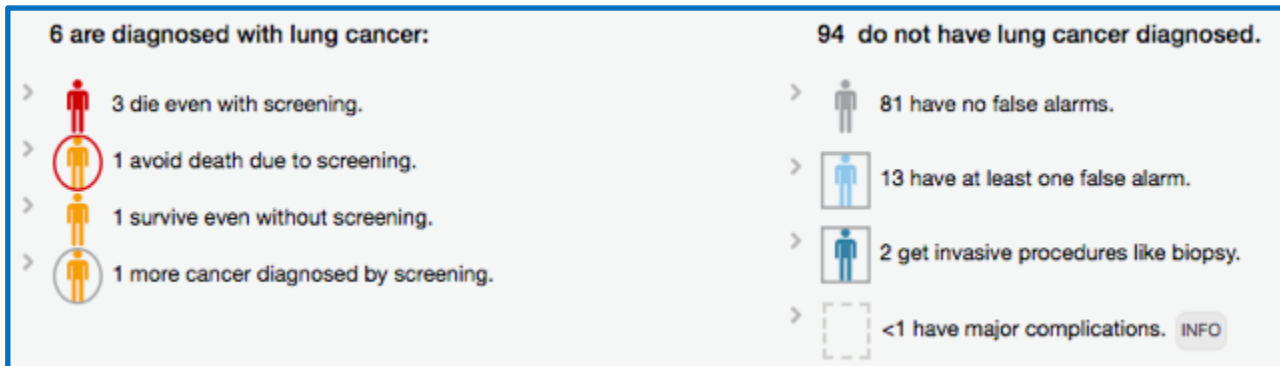 6 are diagnosed with lung cancer:
3 die even with screening.
1 avoid death due to screening.
1 survive even without screening.
1 more cancer diagnosed by screening.
94 do not have lung cancer diagnosed.
81 have no false alarms.
13 have at least one false alarm.
2 get invasive procedures like biopsy.
<1 have major complications. INFO